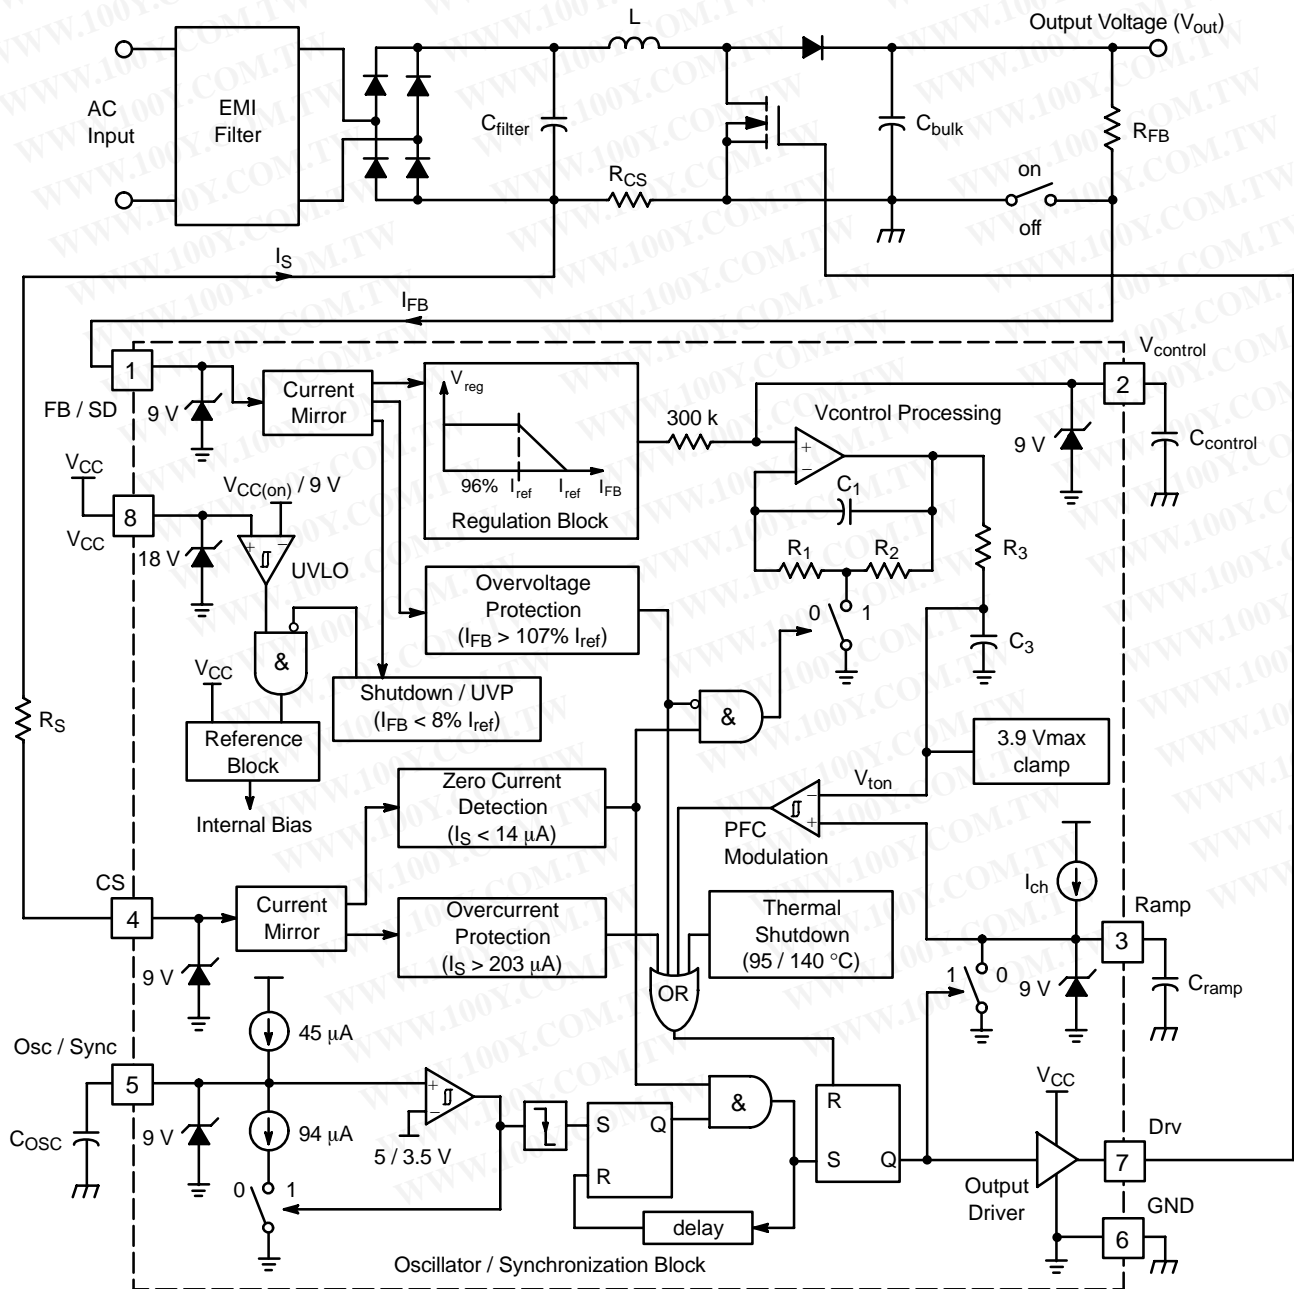 L
Output Voltage (Vout)
AC
Input
EMI
Filter
Cfilter
Cbulk
RFB
RCS
on
off
IS
IFB
Vcontrol
1
FB / SD
9 V
Current
Mirror
Vreg
96%
Iref
Iref
IFB
Regulation Block
300 k
Vcontrol Processing
+
−
9 V
2
Ccontrol
VCC
8
VCC
18 V
VCC(on) / 9 V
+
−
UVLO
C1
R1
R2
R3
C3
0
1
Overvoltage
Protection
(IFB > 107% Iref)
&
VCC
Shutdown / UVP
(IFB < 8% Iref)
&
RS
Reference
Block
Internal Bias
3.9 Vmax
clamp
Vton
−
+
PFC
Modulation
Zero Current
Detection
(IS < 14 μA)
CS
4
9 V
Current
Mirror
Overcurrent
Protection
(IS > 203 μA)
Thermal
Shutdown
(95 / 140 °C)
OR
Ich
Ramp
3
1
0
9 V
Cramp
45 μA
Osc / Sync
5
COSC
9 V
94 μA
0
1
+
−
5 / 3.5 V
S
Q
R
&
delay
R
S
Q
VCC
Output
Driver
Drv
7
GND
6
Oscillator / Synchronization Block
WWW.100Y.COM.TW